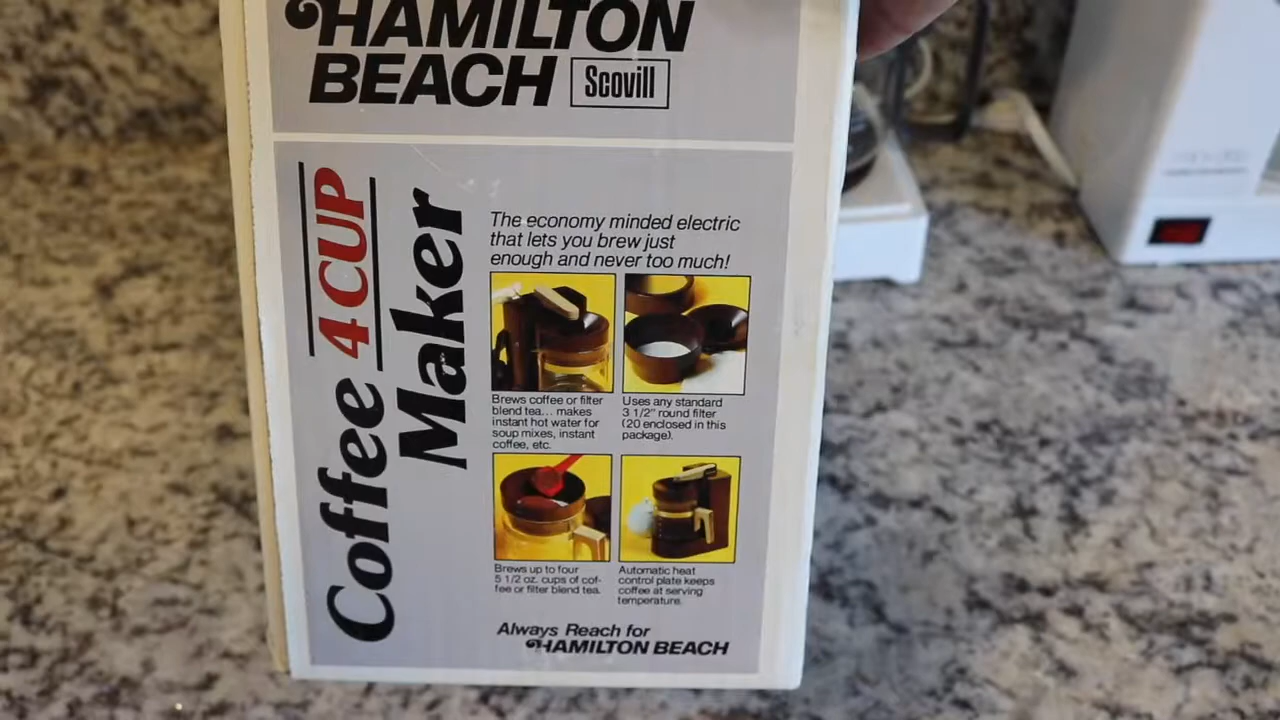 HAMILTON
BEACH Scovill
Coffee 4 CUP
Maker
The economy minded electric
that lets you brew just
enough and never too much!
Brews coffee or filter
blend tea... makes
instant hot water for
soup mixes, instant
coffee, etc.
Uses any standard
3 1/2" round filter
(20 enclosed in this
package).
Brews up to four
5 1/2 oz. cups of cof-
fee or filter blend tea.
Automatic heat
control plate keeps
coffee at serving
temperature.
Always Reach for
HAMILTON BEACH